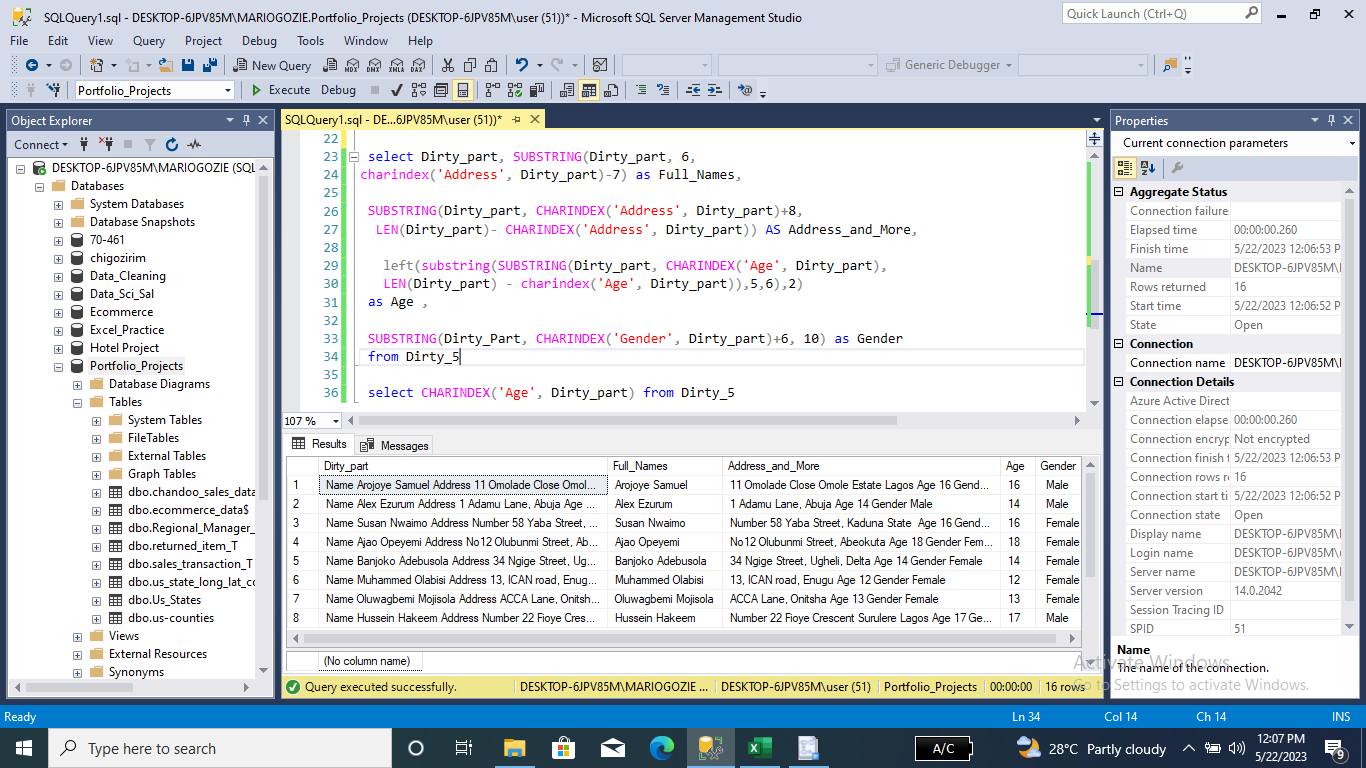 SQLQuery1.sql - DESKTOP-6JPV85M\MARIOGOZIE.Portfolio_Projects (DESKTOP-6JPV85M\user (51))* - Microsoft SQL Server Management Studio
Quick Launch (Ctrl+Q)
File Edit View Query Project Debug Tools Window Help
New Query MDX DMX XMLA DAX Generic Debugger
Portfolio_Projects Execute Debug
Object Explorer
Connect
DESKTOP-6JPV85M\MARIOGOZIE (SQL
Databases
System Databases
Database Snapshots
70-461
chigozirim
Data_Cleaning
Data_Sci_Sal
Ecommerce
Excel_Practice
Hotel Project
Portfolio_Projects
Database Diagrams
Tables
System Tables
FileTables
External Tables
Graph Tables
dbo.chandoo_sales_data
dbo.ecommerce_data$
dbo.Regional_Manager_
dbo.returned_item_T
dbo.sales_transaction_T
dbo.us_state_long_lat_co
dbo.Us_States
dbo.us-counties
Views
External Resources
Synonyms
SQLQuery1.sql - DE...6JPV85M\user (51))*
22
23 select Dirty_part, SUBSTRING(Dirty_part, 6,
24 charindex('Address', Dirty_part)-7) as Full_Names,
25
26 SUBSTRING(Dirty_part, CHARINDEX('Address', Dirty_part)+8,
27 LEN(Dirty_part)- CHARINDEX('Address', Dirty_part)) AS Address_and_More,
28
29 left(substring(SUBSTRING(Dirty_part, CHARINDEX('Age', Dirty_part),
30 LEN(Dirty_part) - charindex('Age', Dirty_part)),5,6),2)
31 as Age ,
32
33 SUBSTRING(Dirty_Part, CHARINDEX('Gender', Dirty_part)+6, 10) as Gender
34 from Dirty_5
35
36 select CHARINDEX('Age', Dirty_part) from Dirty_5
107 %
Results Messages
Dirty_part Full_Names Address_and_More Age Gender
1 Name Arojoye Samuel Address 11 Omolade Close Omol... Arojoye Samuel 11 Omolade Close Omole Estate Lagos Age 16 Gend... 16 Male
2 Name Alex Ezurum Address 1 Adamu Lane, Abuja Age ... Alex Ezurum 1 Adamu Lane, Abuja Age 14 Gender Male 14 Male
3 Name Susan Nwaimo Address Number 58 Yaba Street, ... Susan Nwaimo Number 58 Yaba Street, Kaduna State Age 16 Gend... 16 Female
4 Name Ajao Opeyemi Address No12 Olubunmi Street, Ab... Ajao Opeyemi No12 Olubunmi Street, Abeokuta Age 18 Gender Fem... 18 Female
5 Name Banjoko Adebusola Address 34 Ngige Street, Ug... Banjoko Adebusola 34 Ngige Street, Ugheli, Delta Age 14 Gender Female 14 Female
6 Name Muhammed Olabisi Address 13, ICAN road, Enug... Muhammed Olabisi 13, ICAN road, Enugu Age 12 Gender Female 12 Female
7 Name Oluwagbemi Mojisola Address ACCA Lane, Onitsh... Oluwagbemi Mojisola ACCA Lane, Onitsha Age 13 Gender Female 13 Female
8 Name Hussein Hakeem Address Number 22 Fioye Cres... Hussein Hakeem Number 22 Fioye Crescent Surulere Lagos Age 17 Ge... 17 Male
(No column name)
Query executed successfully. DESKTOP-6JPV85M\MARIOGOZIE ... DESKTOP-6JPV85M\user (51) Portfolio_Projects 00:00:00 16 rows
Properties
Current connection parameters
Aggregate Status
Connection failure
Elapsed time 00:00:00.260
Finish time 5/22/2023 12:06:53 P
Name DESKTOP-6JPV85M\
Rows returned 16
Start time 5/22/2023 12:06:52 P
State Open
Connection
Connection name DESKTOP-6JPV85M\
Connection Details
Azure Active Direct
Connection elapse 00:00:00.260
Connection encryp Not encrypted
Connection finish t 5/22/2023 12:06:53 P
Connection rows r 16
Connection start ti 5/22/2023 12:06:52 P
Connection state Open
Display name DESKTOP-6JPV85M\
Login name DESKTOP-6JPV85M\
Server name DESKTOP-6JPV85M\
Server version 14.0.2042
Session Tracing ID
SPID 51
Name
The name of the connection.
Activate Windows
Go to Settings to activate Windows.
Ready Ln 34 Col 14 Ch 14 INS
Type here to search
A/C
28°C Partly cloudy
12:07 PM
5/22/2023
9